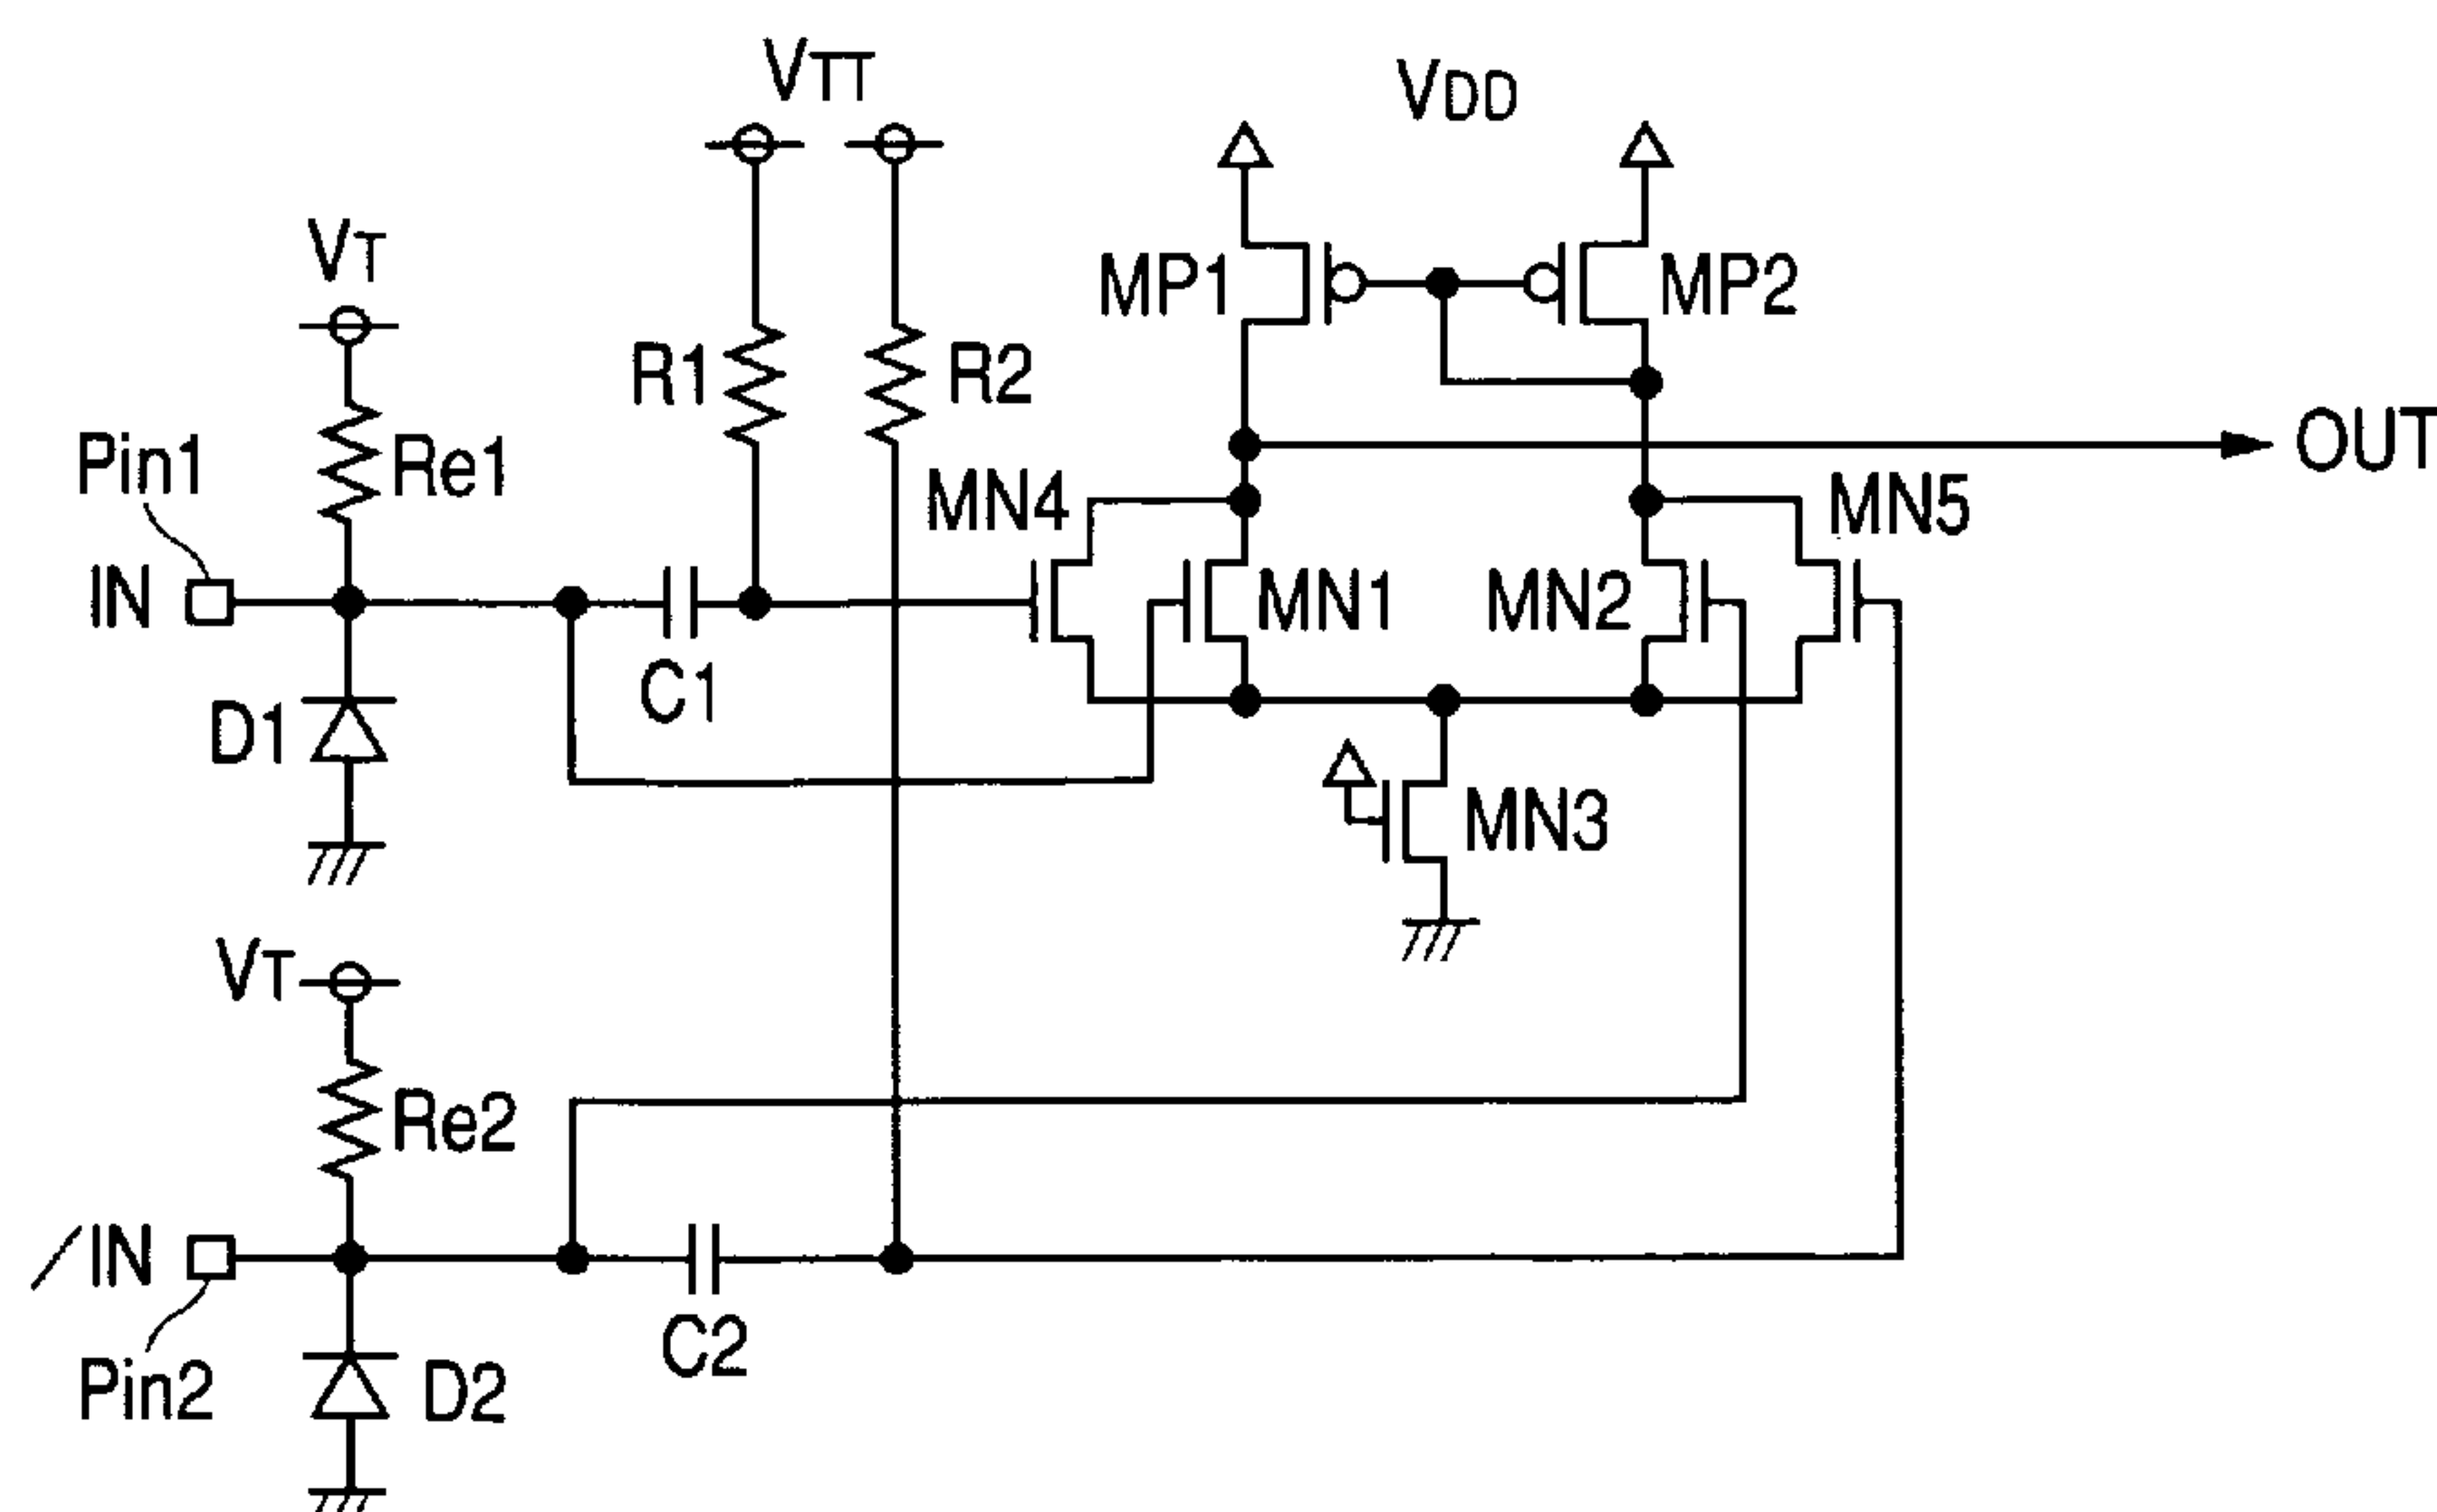 VTT
VDD
VT
MP1
MP2
R1
R2
Pin1
Re1
OUT
MN4
MN5
IN
MN1
MN2
C1
D1
MN3
VT
Re2
/IN
C2
Pin2
D2